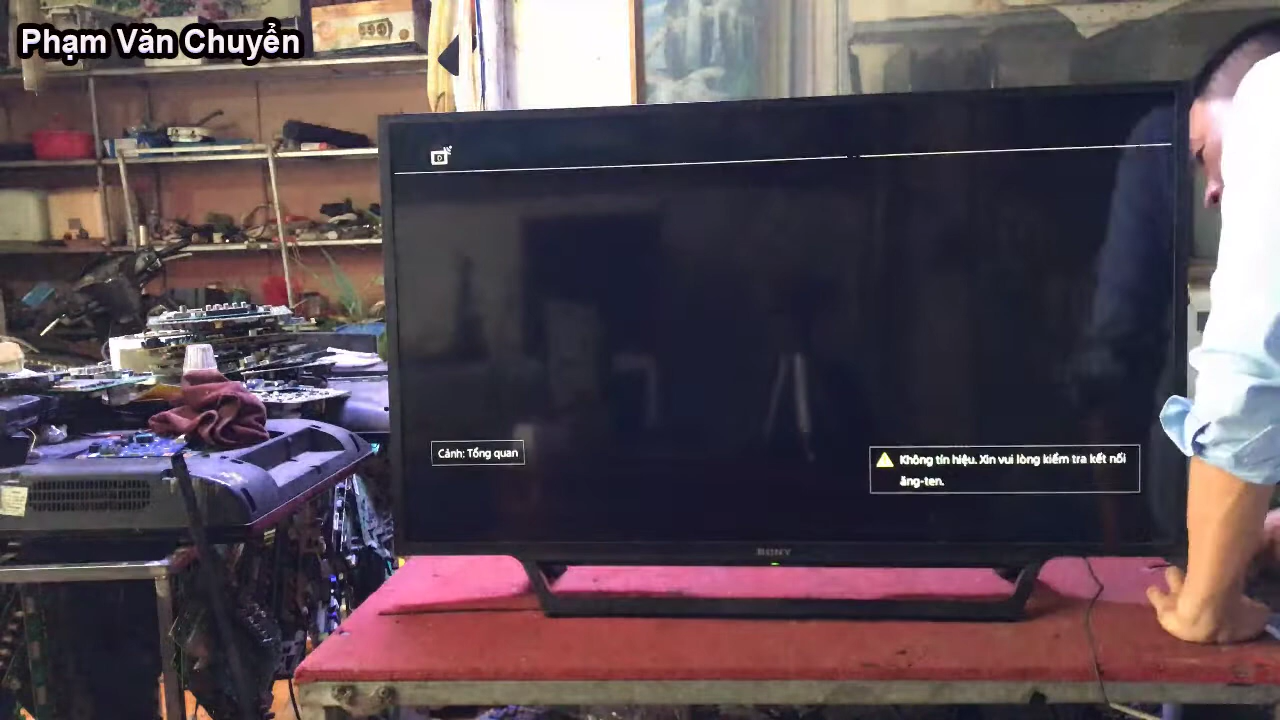 Phạm Văn Chuyển
Cảnh: Tổng quan
Không tín hiệu. Xin vui lòng kiểm tra kết nối
ăng-ten.
SONY